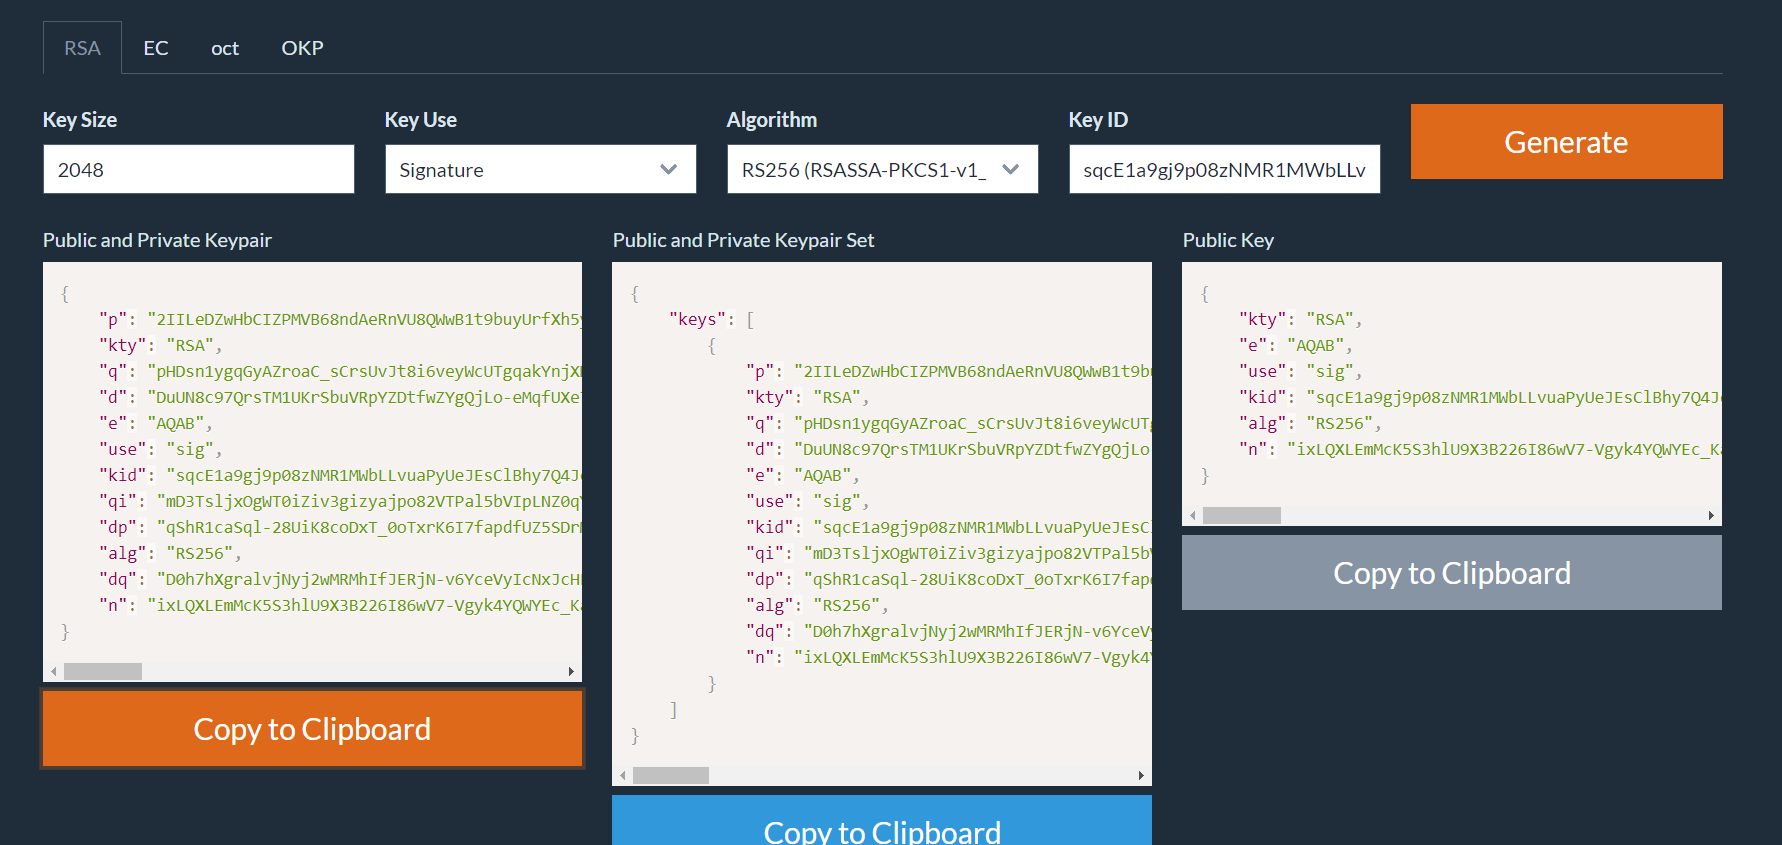 RSA EC oct OKP
Key Size
2048
Key Use
Signature
Algorithm
RS256 (RSASSA-PKCS1-v1_
Key ID
sqcE1a9gj9p08zNMR1MWbLLv
Generate
Public and Private Keypair
{
"p": "2IILeDZwHbCIZPMVB68ndAeRnVU8QWwB1t9buyUrfXh5y
"kty": "RSA",
"q": "pHDsn1ygqGyAZroaC_sCrsUvJt8i6veyWcUTgqakYnjX
"d": "DuUN8c97QrsTM1UKrSbuVRpYZDtfwZYgQjLo-eMqfUXe
"e": "AQAB",
"use": "sig",
"kid": "sqcE1a9gj9p08zNMR1MWbLLvuaPyUeJEsClBhy7Q4J
"qi": "mD3TsljxOgWT0iZiv3gizyajpo82VTPal5bVIpLNZ0q
"dp": "qShR1caSql-28UiK8coDxT_0oTxrK6I7fapdfUZ5SDr
"alg": "RS256",
"dq": "D0h7hXgralvjNyj2wMRMhIfJERjN-v6YceVyIcNxJcH
"n": "ixLQXLEmMcK5S3hlU9X3B226I86wV7-Vgyk4YQWYEc_K
}
Copy to Clipboard
Public and Private Keypair Set
{
"keys": [
{
"p": "2IILeDZwHbCIZPMVB68ndAeRnVU8QWwB1t9b
"kty": "RSA",
"q": "pHDsn1ygqGyAZroaC_sCrsUvJt8i6veyWcUT
"d": "DuUN8c97QrsTM1UKrSbuVRpYZDtfwZYgQjLo
"e": "AQAB",
"use": "sig",
"kid": "sqcE1a9gj9p08zNMR1MWbLLvuaPyUeJEsC
"qi": "mD3TsljxOgWT0iZiv3gizyajpo82VTPal5b
"dp": "qShR1caSql-28UiK8coDxT_0oTxrK6I7fap
"alg": "RS256",
"dq": "D0h7hXgralvjNyj2wMRMhIfJERjN-v6YceV
"n": "ixLQXLEmMcK5S3hlU9X3B226I86wV7-Vgyk4
}
]
}
Copy to Clipboard
Public Key
{
"kty": "RSA",
"e": "AQAB",
"use": "sig",
"kid": "sqcE1a9gj9p08zNMR1MWbLLvuaPyUeJEsClBhy7Q4J
"alg": "RS256",
"n": "ixLQXLEmMcK5S3hlU9X3B226I86wV7-Vgyk4YQWYEc_K
}
Copy to Clipboard